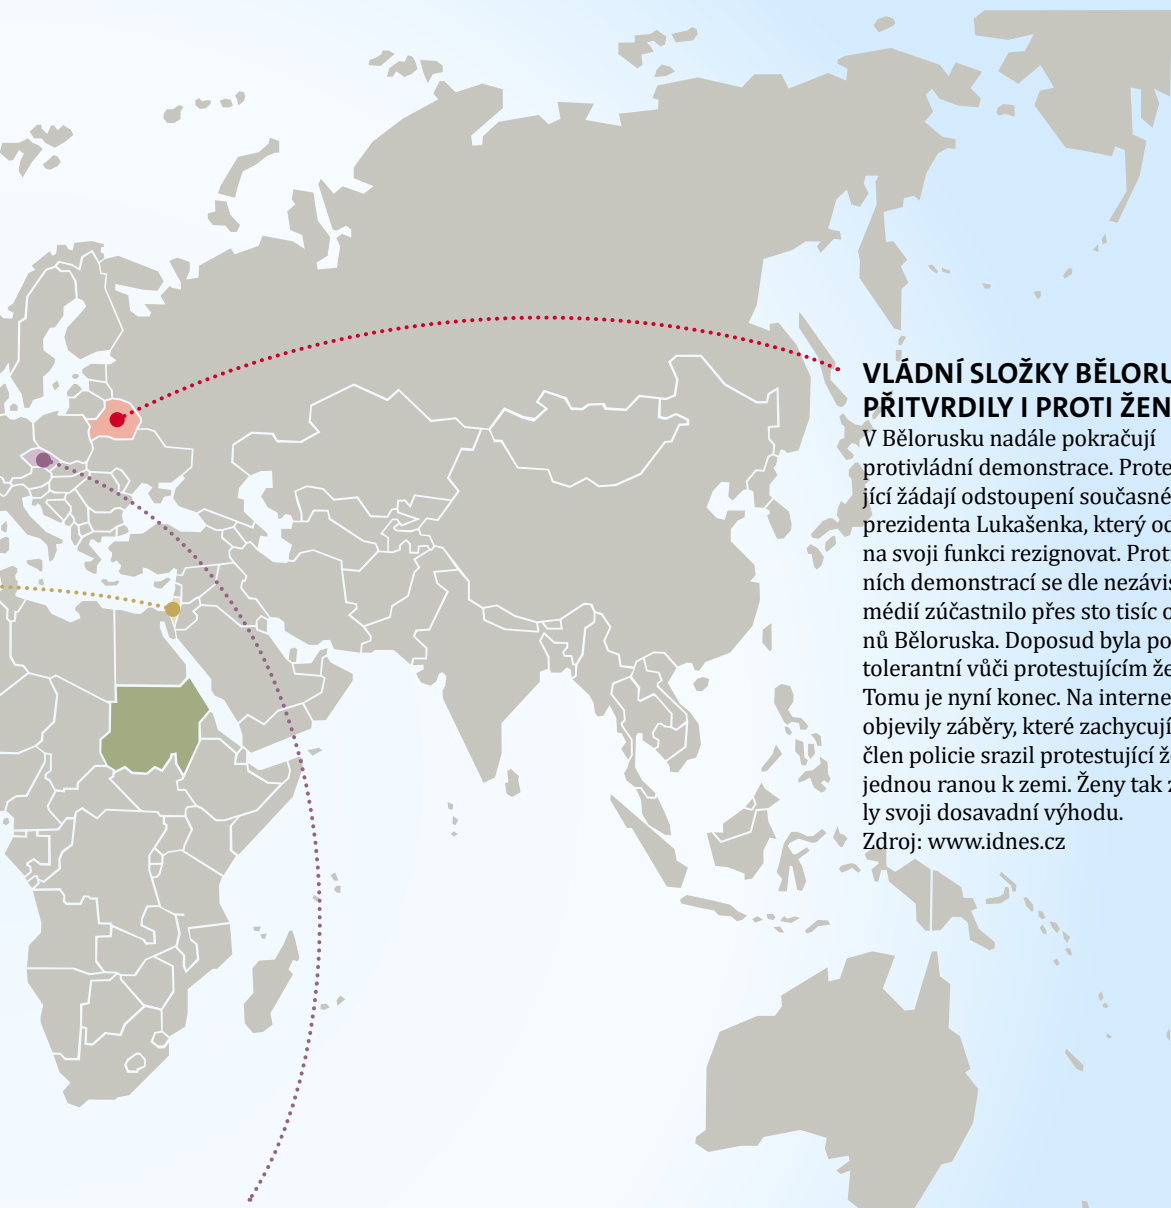 VLÁDNÍ SLOŽKY BĚLORU
PŘITVRDILY I PROTI ŽEN
V Bělorusku nadále pokračují
protivládní demonstrace. Prote
jící žádají odstoupení současné
prezidenta Lukašenka, který od
na svoji funkci rezignovat. Proti
ních demonstrací se dle nezávis
médií zúčastnilo přes sto tisíc o
nů Běloruska. Doposud byla po
tolerantní vůči protestujícím že
Tomu je nyní konec. Na interne
objevily záběry, které zachycují
člen policie srazil protestující ž
jednou ranou k zemi. Ženy tak z
ly svoji dosavadní výhodu.
Zdroj: www.idnes.cz